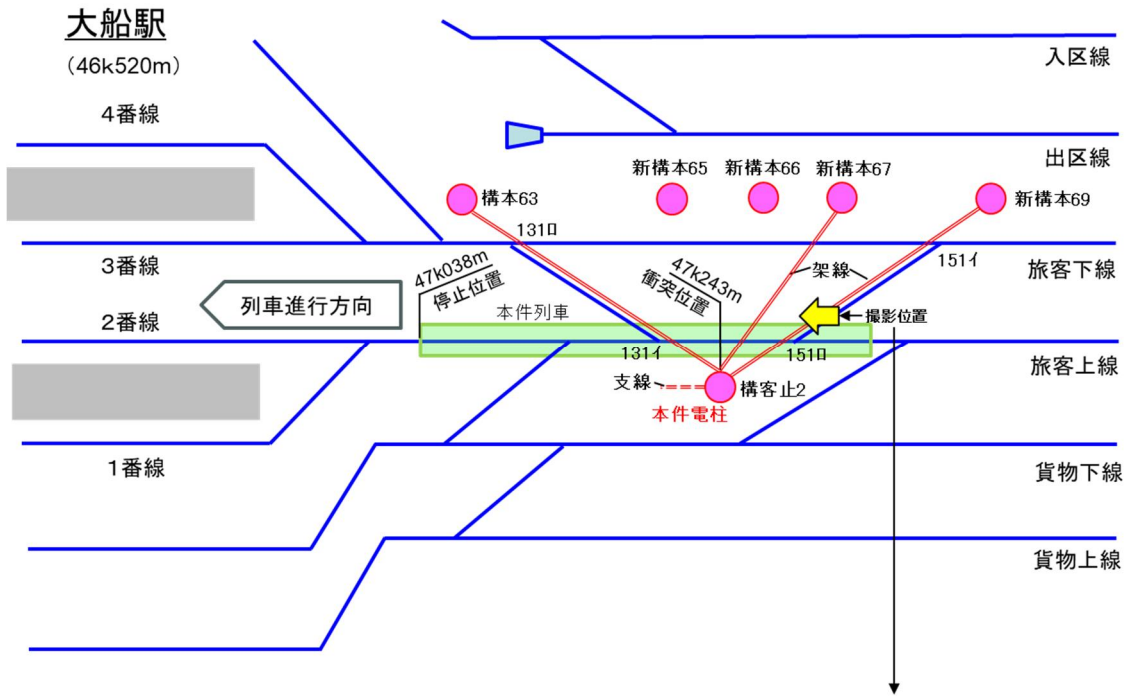 大船駅
（46k520m）
入区線
4番線
出区線
新構本65
新構本66
新構本67
構本63
新構本69
131ロ
3番線
47k038m
停止位置
47k243m
衝突位置
架線
151イ
旅客下線
列車進行方向
本件列車
撮影位置
2番線
131イ
151ロ
旅客上線
支線
構客止2
本件電柱
1番線
貨物下線
貨物上線